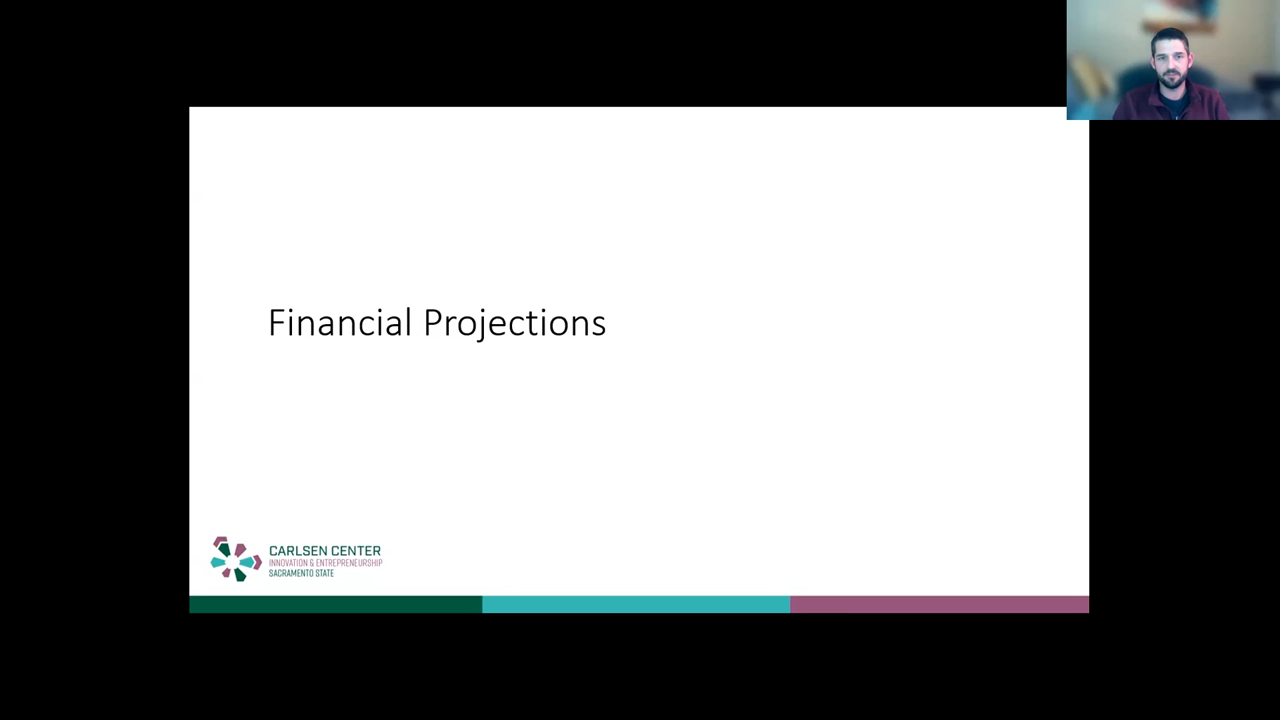 Financial Projections
CARLSEN CENTER
INNOVATION & ENTREPRENEURSHIP
SACRAMENTO STATE